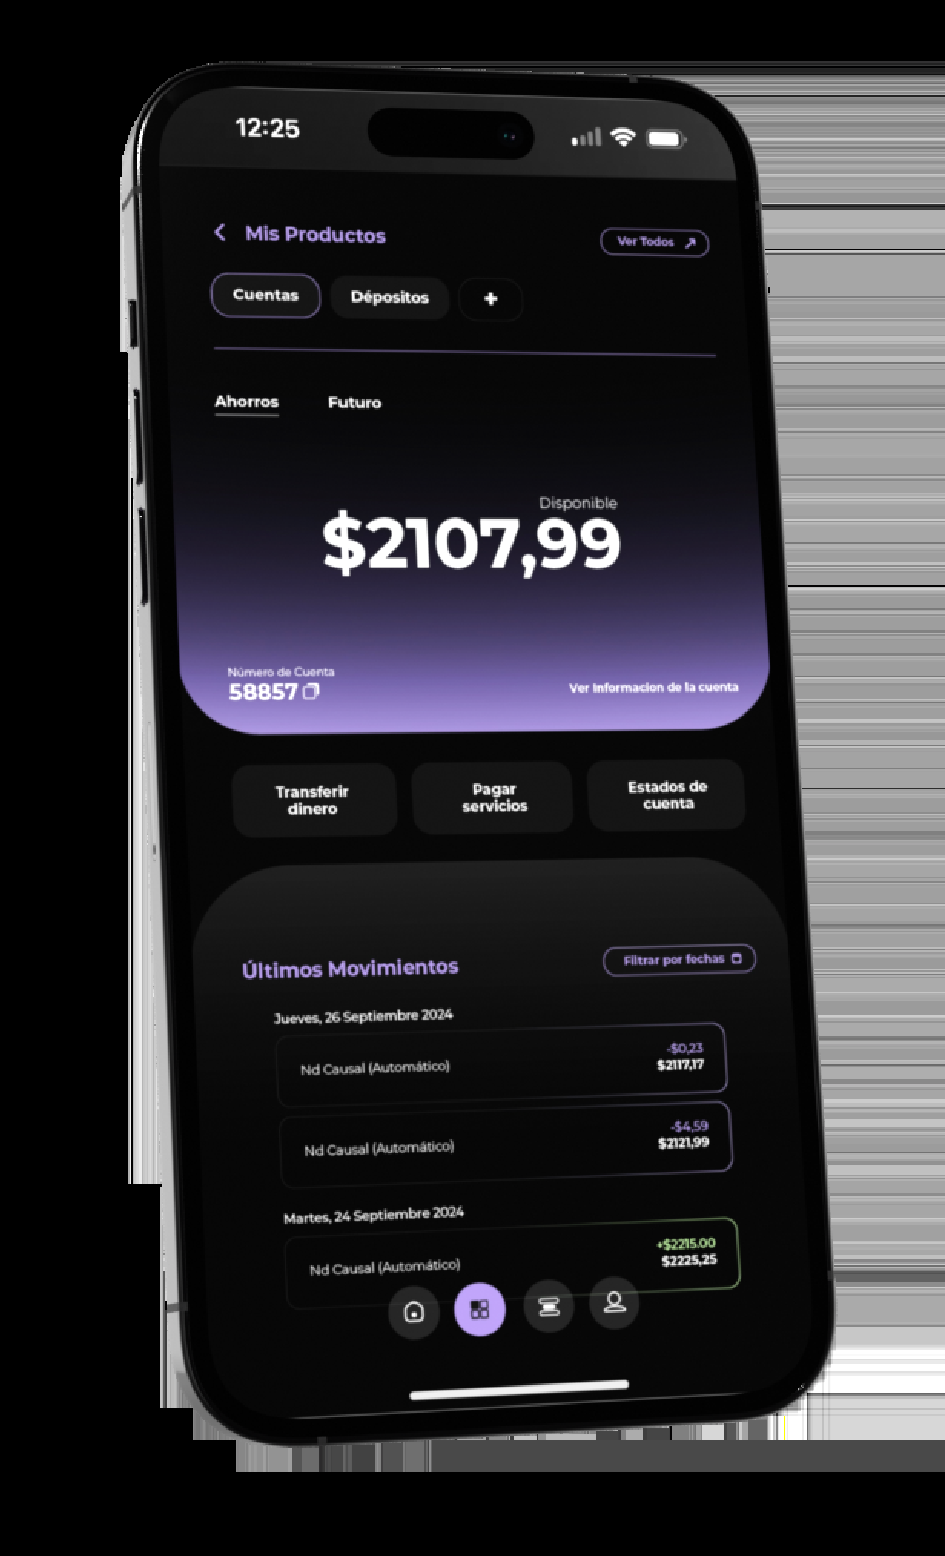 12:25
Mis Productos
Ver Todos
Cuentas
Dépositos
+
Ahorros
Futuro
Disponible
$2107,99
Número de Cuenta
58857
Ver Informacion de la cuenta
Transferir
dinero
Pagar
servicios
Estados de
cuenta
Últimos Movimientos
Filtrar por fechas
Jueves, 26 Septiembre 2024
Nd Causal (Automático)
-$0,23
$2117,17
Nd Causal (Automático)
-$4,59
$2121,99
Martes, 24 Septiembre 2024
Nd Causal (Automático)
+$2215.00
$2225,25